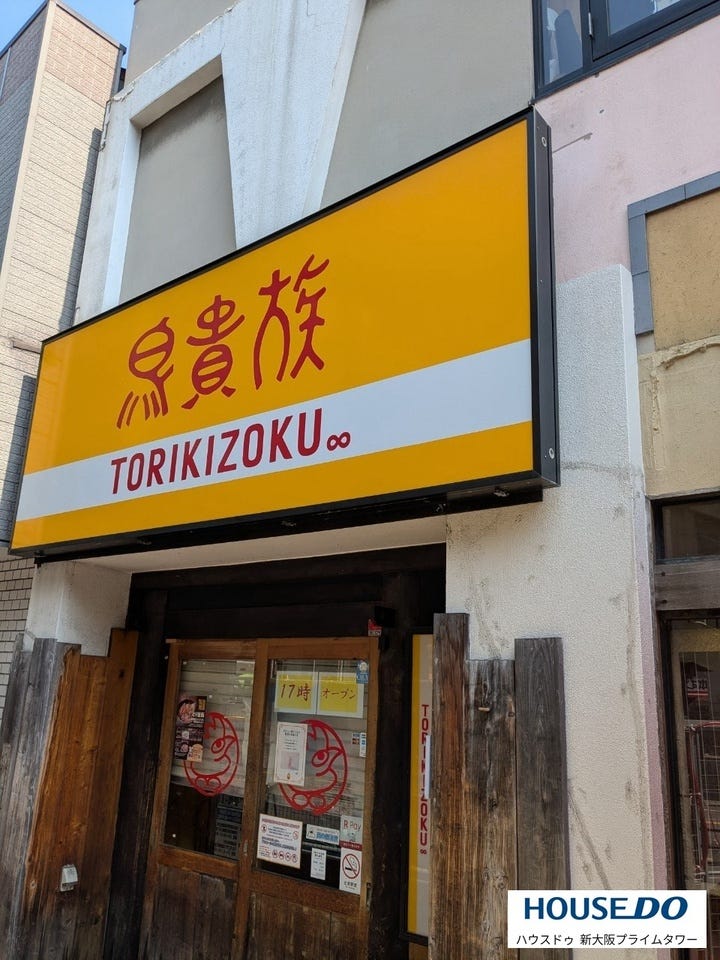 鳥貴族
TORIKIZOKU∞
17時 オープン
TORIKIZOKU∞
R Pay
HOUSEDO
ハウスドゥ 新大阪プライムタワー